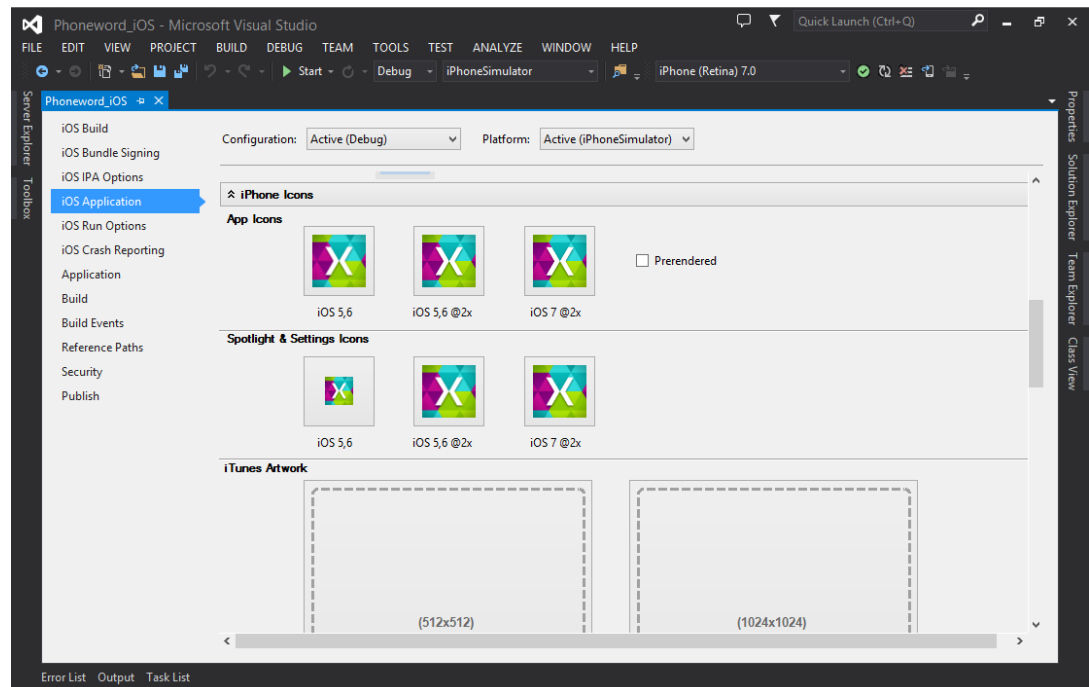 Phoneword_iOS - Microsoft Visual Studio
Quick Launch (Ctrl+Q)
FILE EDIT VIEW PROJECT BUILD DEBUG TEAM TOOLS TEST ANALYZE WINDOW HELP
Start Debug iPhoneSimulator iPhone (Retina) 7.0
Server Explorer
Toolbox
Phoneword_iOS
iOS Build
iOS Bundle Signing
iOS IPA Options
iOS Application
iOS Run Options
iOS Crash Reporting
Application
Build
Build Events
Reference Paths
Security
Publish
Configuration: Active (Debug) Platform: Active (iPhoneSimulator)
iPhone Icons
App Icons
Prerendered
iOS 5,6 iOS 5,6 @2x iOS 7 @2x
Spotlight & Settings Icons
iOS 5,6 iOS 5,6 @2x iOS 7 @2x
iTunes Artwork
(512x512) (1024x1024)
Properties
Solution Explorer
Team Explorer
Class View
Error List Output Task List